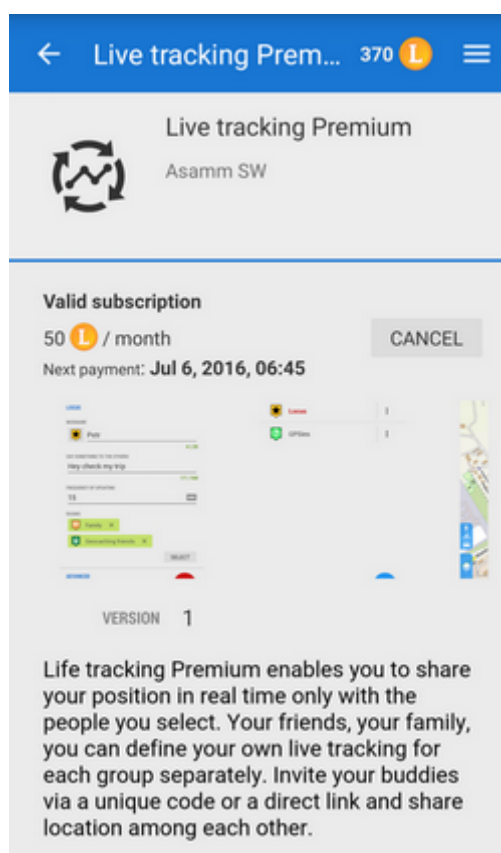 Live tracking Prem... 370 L
Live tracking Premium
Asamm SW
Valid subscription
50 L / month
CANCEL
Next payment: Jul 6, 2016, 06:45
Petr
Hey check my trip
15
Family ×
Geocaching friends ×
SELECT
Locus
GPSies
VERSION 1
Life tracking Premium enables you to share
your position in real time only with the
people you select. Your friends, your family,
you can define your own live tracking for
each group separately. Invite your buddies
via a unique code or a direct link and share
location among each other.